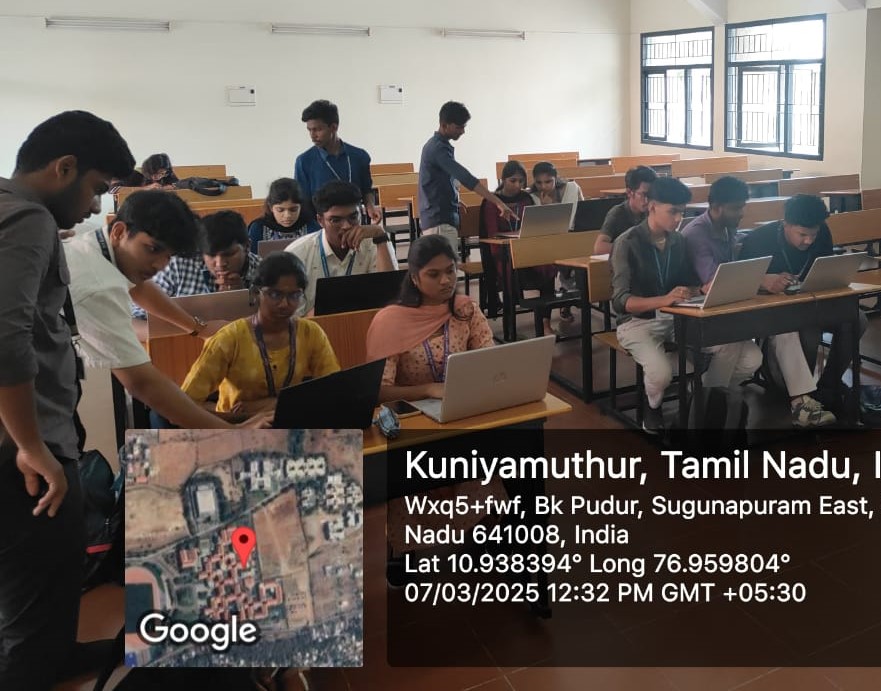 Kuniyamuthur, Tamil Nadu, I
Wxq5+fwf, Bk Pudur, Sugunapuram East,
Nadu 641008, India
Lat 10.938394° Long 76.959804°
07/03/2025 12:32 PM GMT +05:30
Google